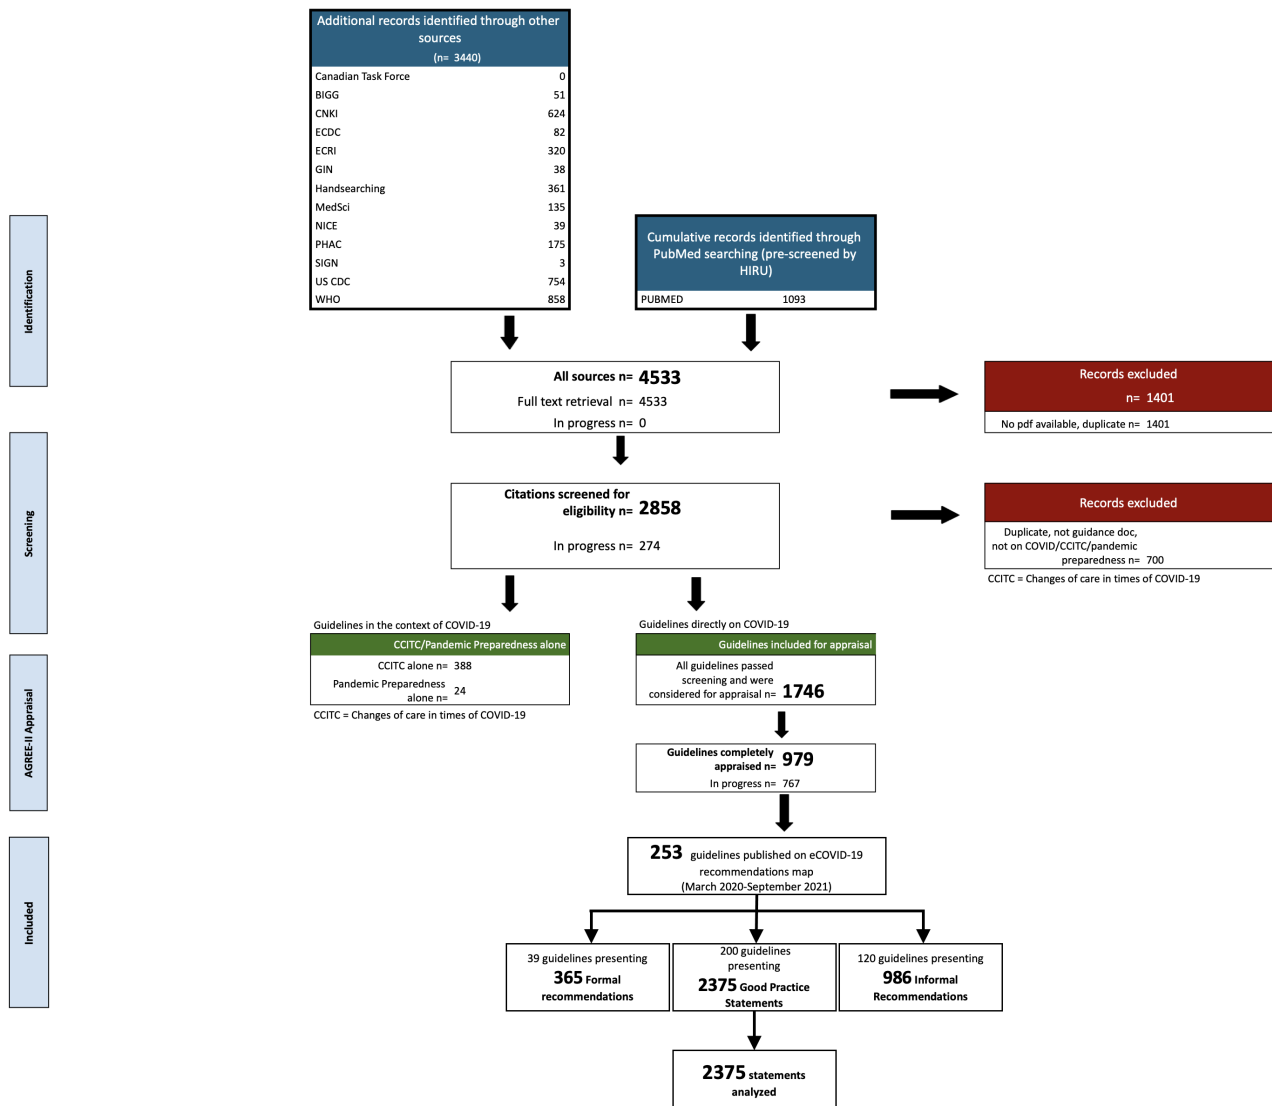 Additional records identified through other
sources
(n= 3440)
Canadian Task Force 0
BIGG 51
CNKI 624
ECDC 82
ECRI 320
GIN 38
Handsearching 361
MedSci 135
NICE 39
PHAC 175
SIGN 3
US CDC 754
WHO 858
Cumulative records identified through
PubMed searching (pre-screened by
HIRU)
PUBMED 1093
Identification
All sources n= 4533
Full text retrieval n= 4533
In progress n= 0
Records excluded
n= 1401
No pdf available, duplicate n= 1401
Screening
Citations screened for
eligibility n= 2858
In progress n= 274
Records excluded
Duplicate, not guidance doc,
not on COVID/CCITC/pandemic
preparedness n= 700
CCITC = Changes of care in times of COVID-19
Guidelines in the context of COVID-19
CCITC/Pandemic Preparedness alone
CCITC alone n= 388
Pandemic Preparedness
alone n= 24
CCITC = Changes of care in times of COVID-19
Guidelines directly on COVID-19
Guidelines included for appraisal
All guidelines passed
screening and were
considered for appraisal n= 1746
AGREE-II Appraisal
Guidelines completely
appraised n= 979
In progress n= 767
Included
253 guidelines published on eCOVID-19
recommendations map
(March 2020-September 2021)
39 guidelines presenting
365 Formal
recommendations
200 guidelines
presenting
2375 Good Practice
Statements
120 guidelines presenting
986 Informal
Recommendations
2375 statements
analyzed